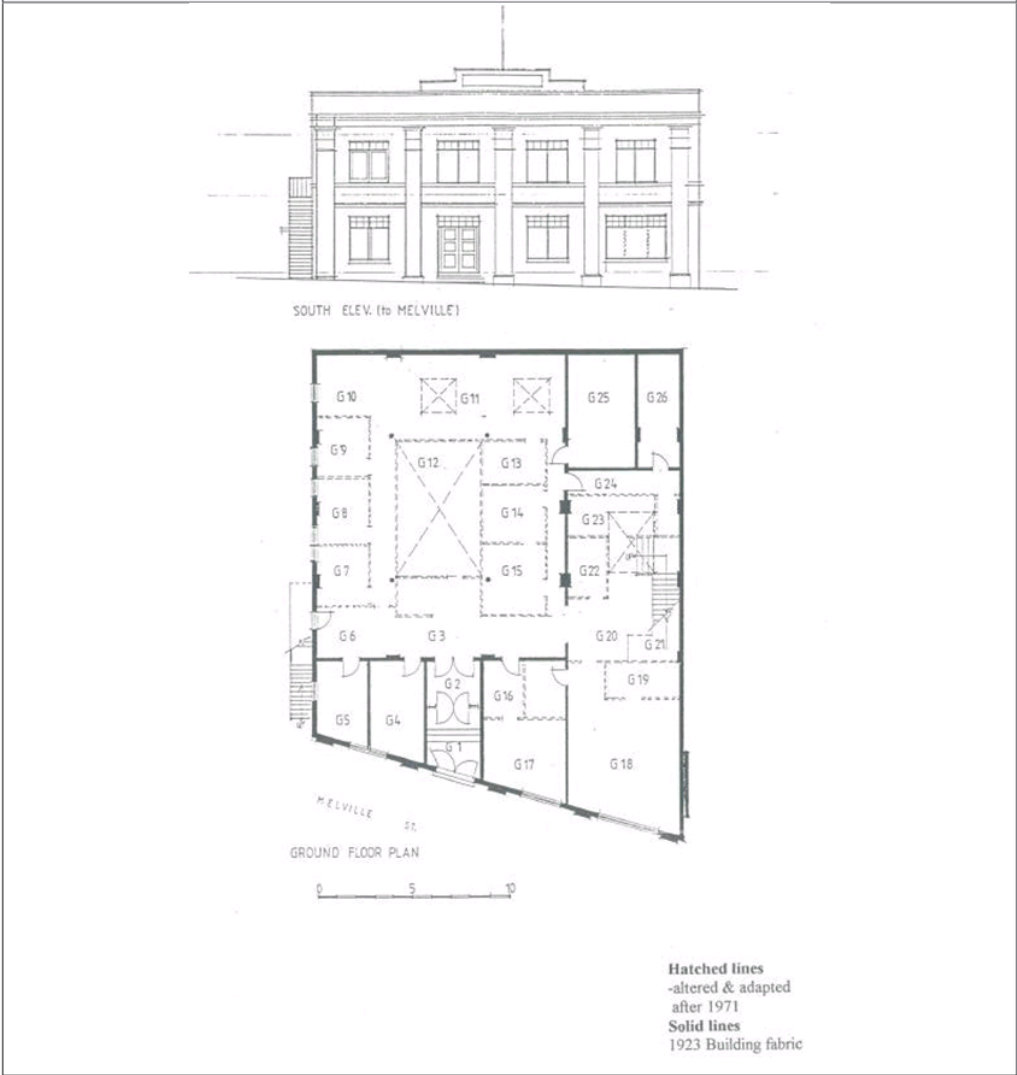 SOUTH ELEV. (to MELVILLE)
G10
G11
G25
G26
G9
G12
G13
G24
G8
G14
G23
G7
G15
G22
G6
G3
G20
G21
G2
G19
G16
G5
G4
G1
G17
G18
MELVILLE ST.
GROUND FLOOR PLAN
0 5 10
Hatched lines
-altered & adapted
after 1971
Solid lines
1923 Building fabric